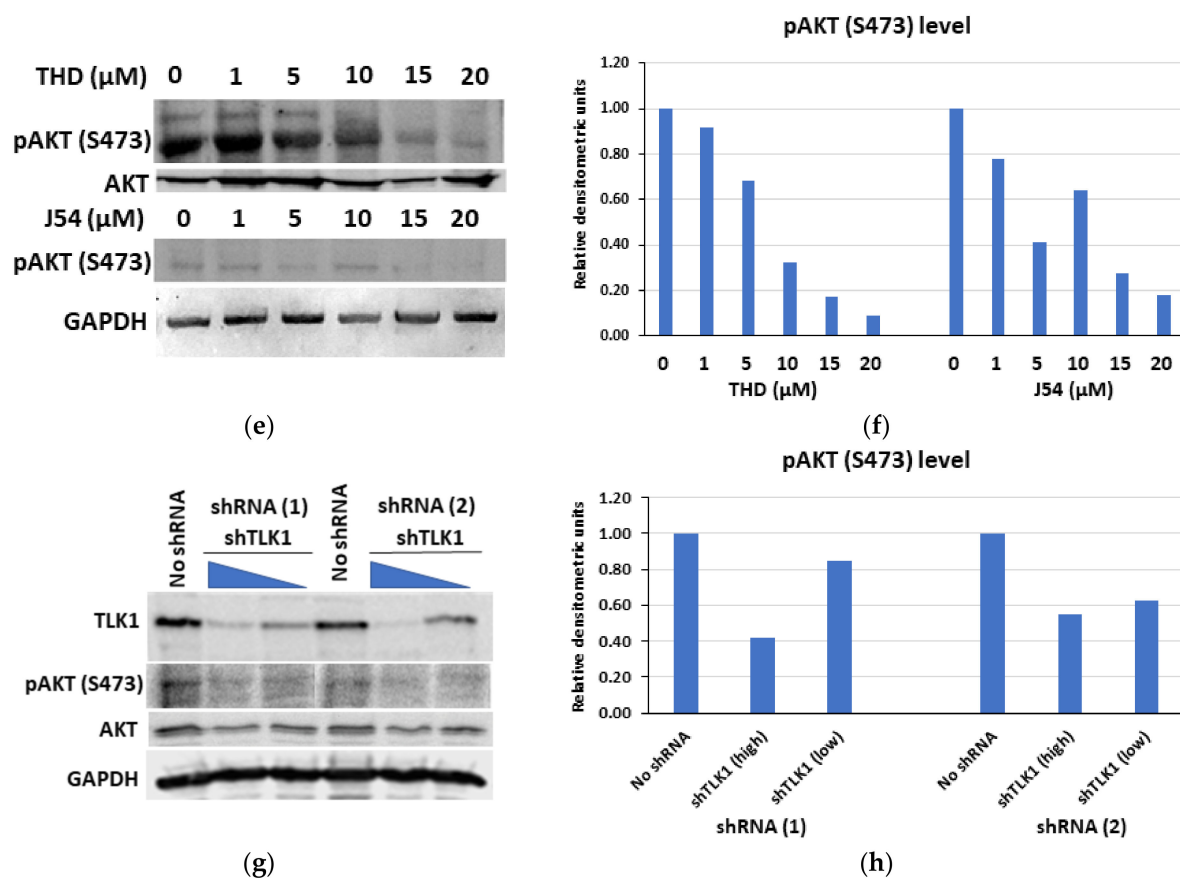 THD (µM) 0 1 5 10 15 20
pAKT (S473)
AKT
J54 (µM) 0 1 5 10 15 20
pAKT (S473)
GAPDH
(e)
pAKT (S473) level
Relative densitometric units
1.20
1.00
0.80
0.60
0.40
0.20
0.00
0 1 5 10 15 20 0 1 5 10 15 20
THD (µM) J54 (µM)
(f)
No shRNA
shRNA (1)
shTLK1
No shRNA
shRNA (2)
shTLK1
TLK1
pAKT (S473)
AKT
GAPDH
(g)
pAKT (S473) level
Relative densitometric units
1.20
1.00
0.80
0.60
0.40
0.20
0.00
No shRNA
shTLK1 (high)
shTLK1 (low)
No shRNA
shTLK1 (high)
shTLK1 (low)
shRNA (1) shRNA (2)
(h)